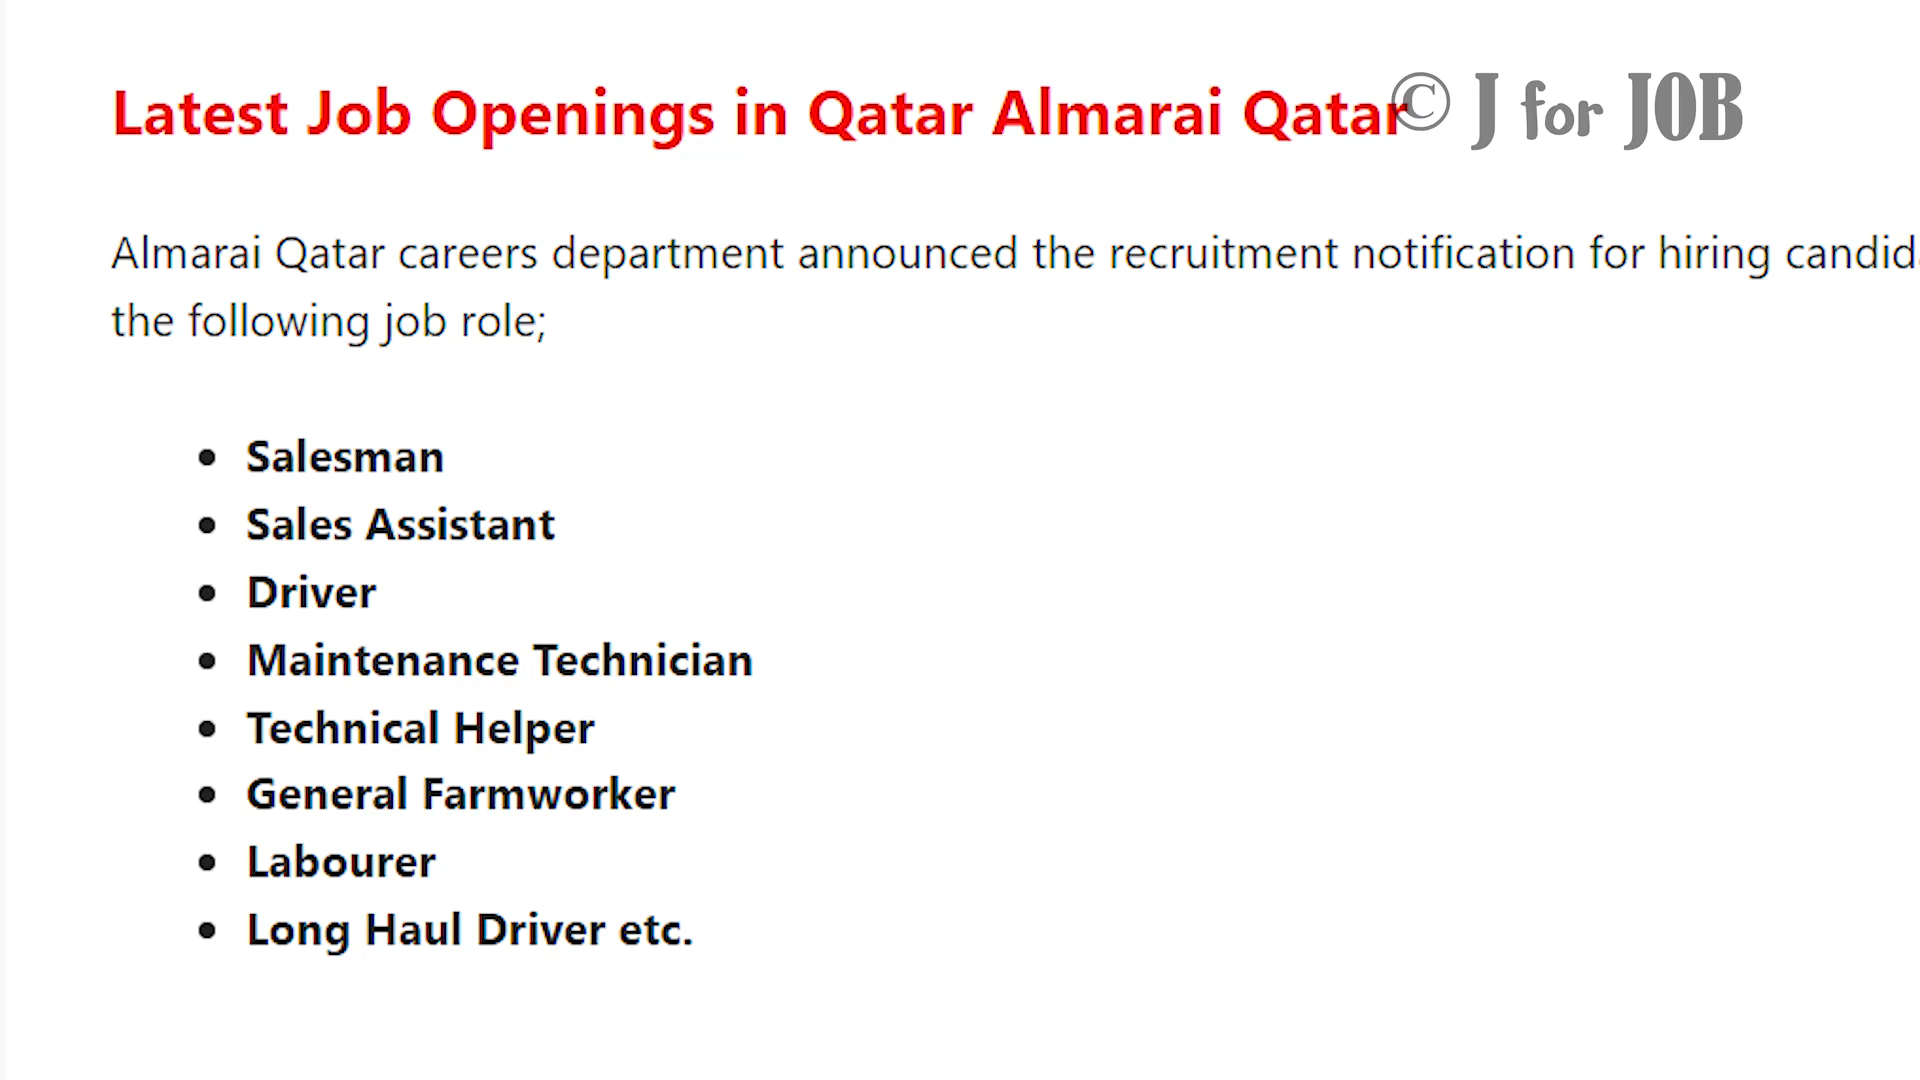 Latest Job Openings in Qatar Almarai Qatar
© J for JOB
Almarai Qatar careers department announced the recruitment notification for hiring
the following job role;
• Salesman
• Sales Assistant
• Driver
• Maintenance Technician
• Technical Helper
• General Farmworker
• Labourer
• Long Haul Driver etc.